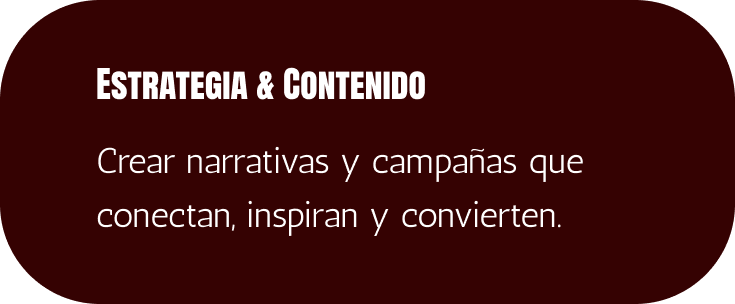 Estrategia & Contenido
Crear narrativas y campañas que
conectan, inspiran y convierten.